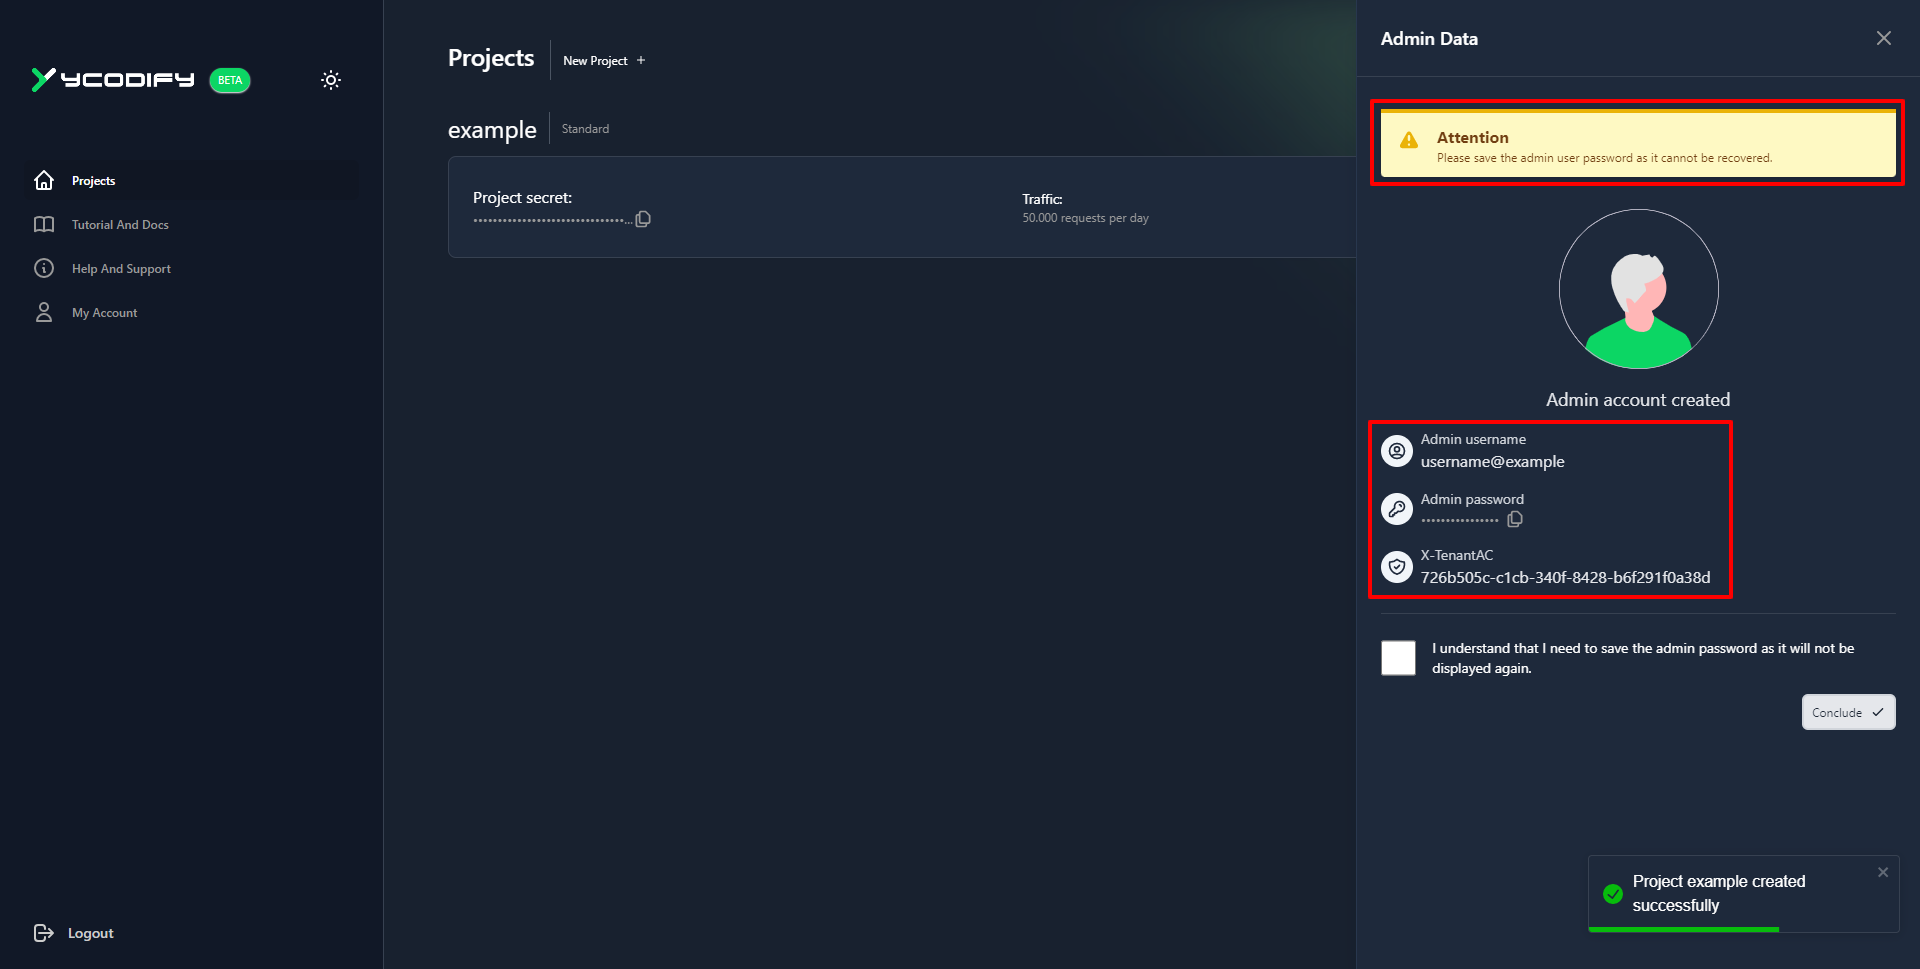 YCODIFY BETA
Projects
Tutorial And Docs
Help And Support
My Account
Logout
Projects
New Project +
example
Standard
Project secret:
••••••••••••••••••••••••••••••••...
Traffic:
50.000 requests per day
Admin Data
Attention
Please save the admin user password as it cannot be recovered.
Admin account created
Admin username
username@example
Admin password
••••••••••••••••
X-TenantAC
726b505c-c1cb-340f-8428-b6f291f0a38d
I understand that I need to save the admin password as it will not be
displayed again.
Conclude
Project example created
successfully